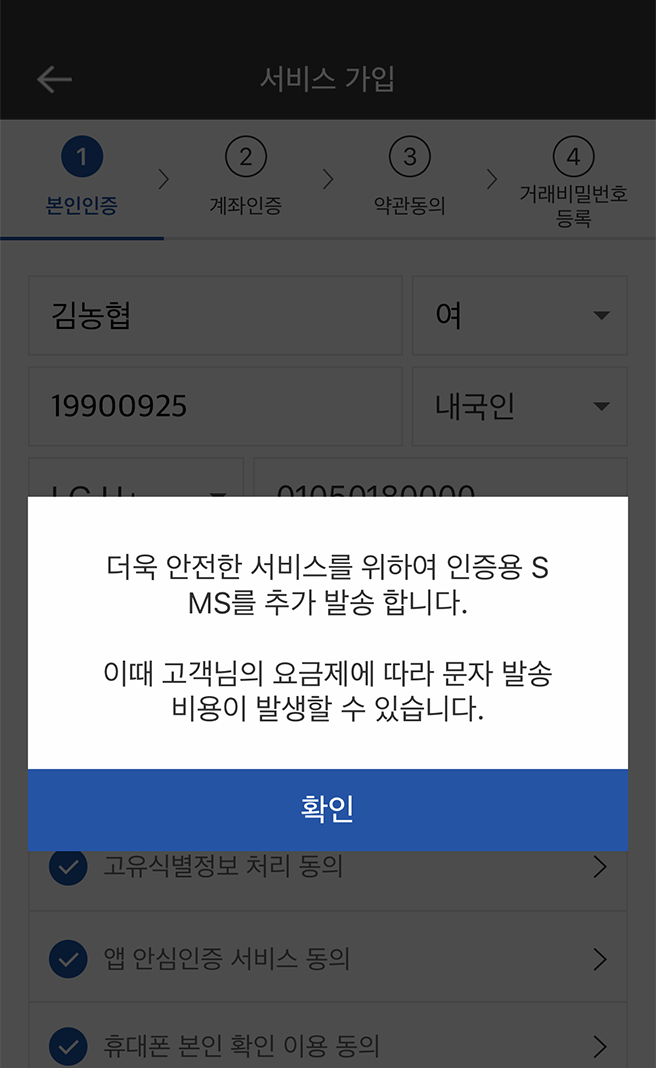 서비스 가입
1
2
3
4
본인인증
계좌인증
약관동의
거래비밀번호
등록
김농협
여
19900925
내국인
LG U+
01050180000
더욱 안전한 서비스를 위하여 인증용 S
MS를 추가 발송 합니다.
이때 고객님의 요금제에 따라 문자 발송
비용이 발생할 수 있습니다.
확인
고유식별정보 처리 동의
앱 안심인증 서비스 동의
휴대폰 본인 확인 이용 동의